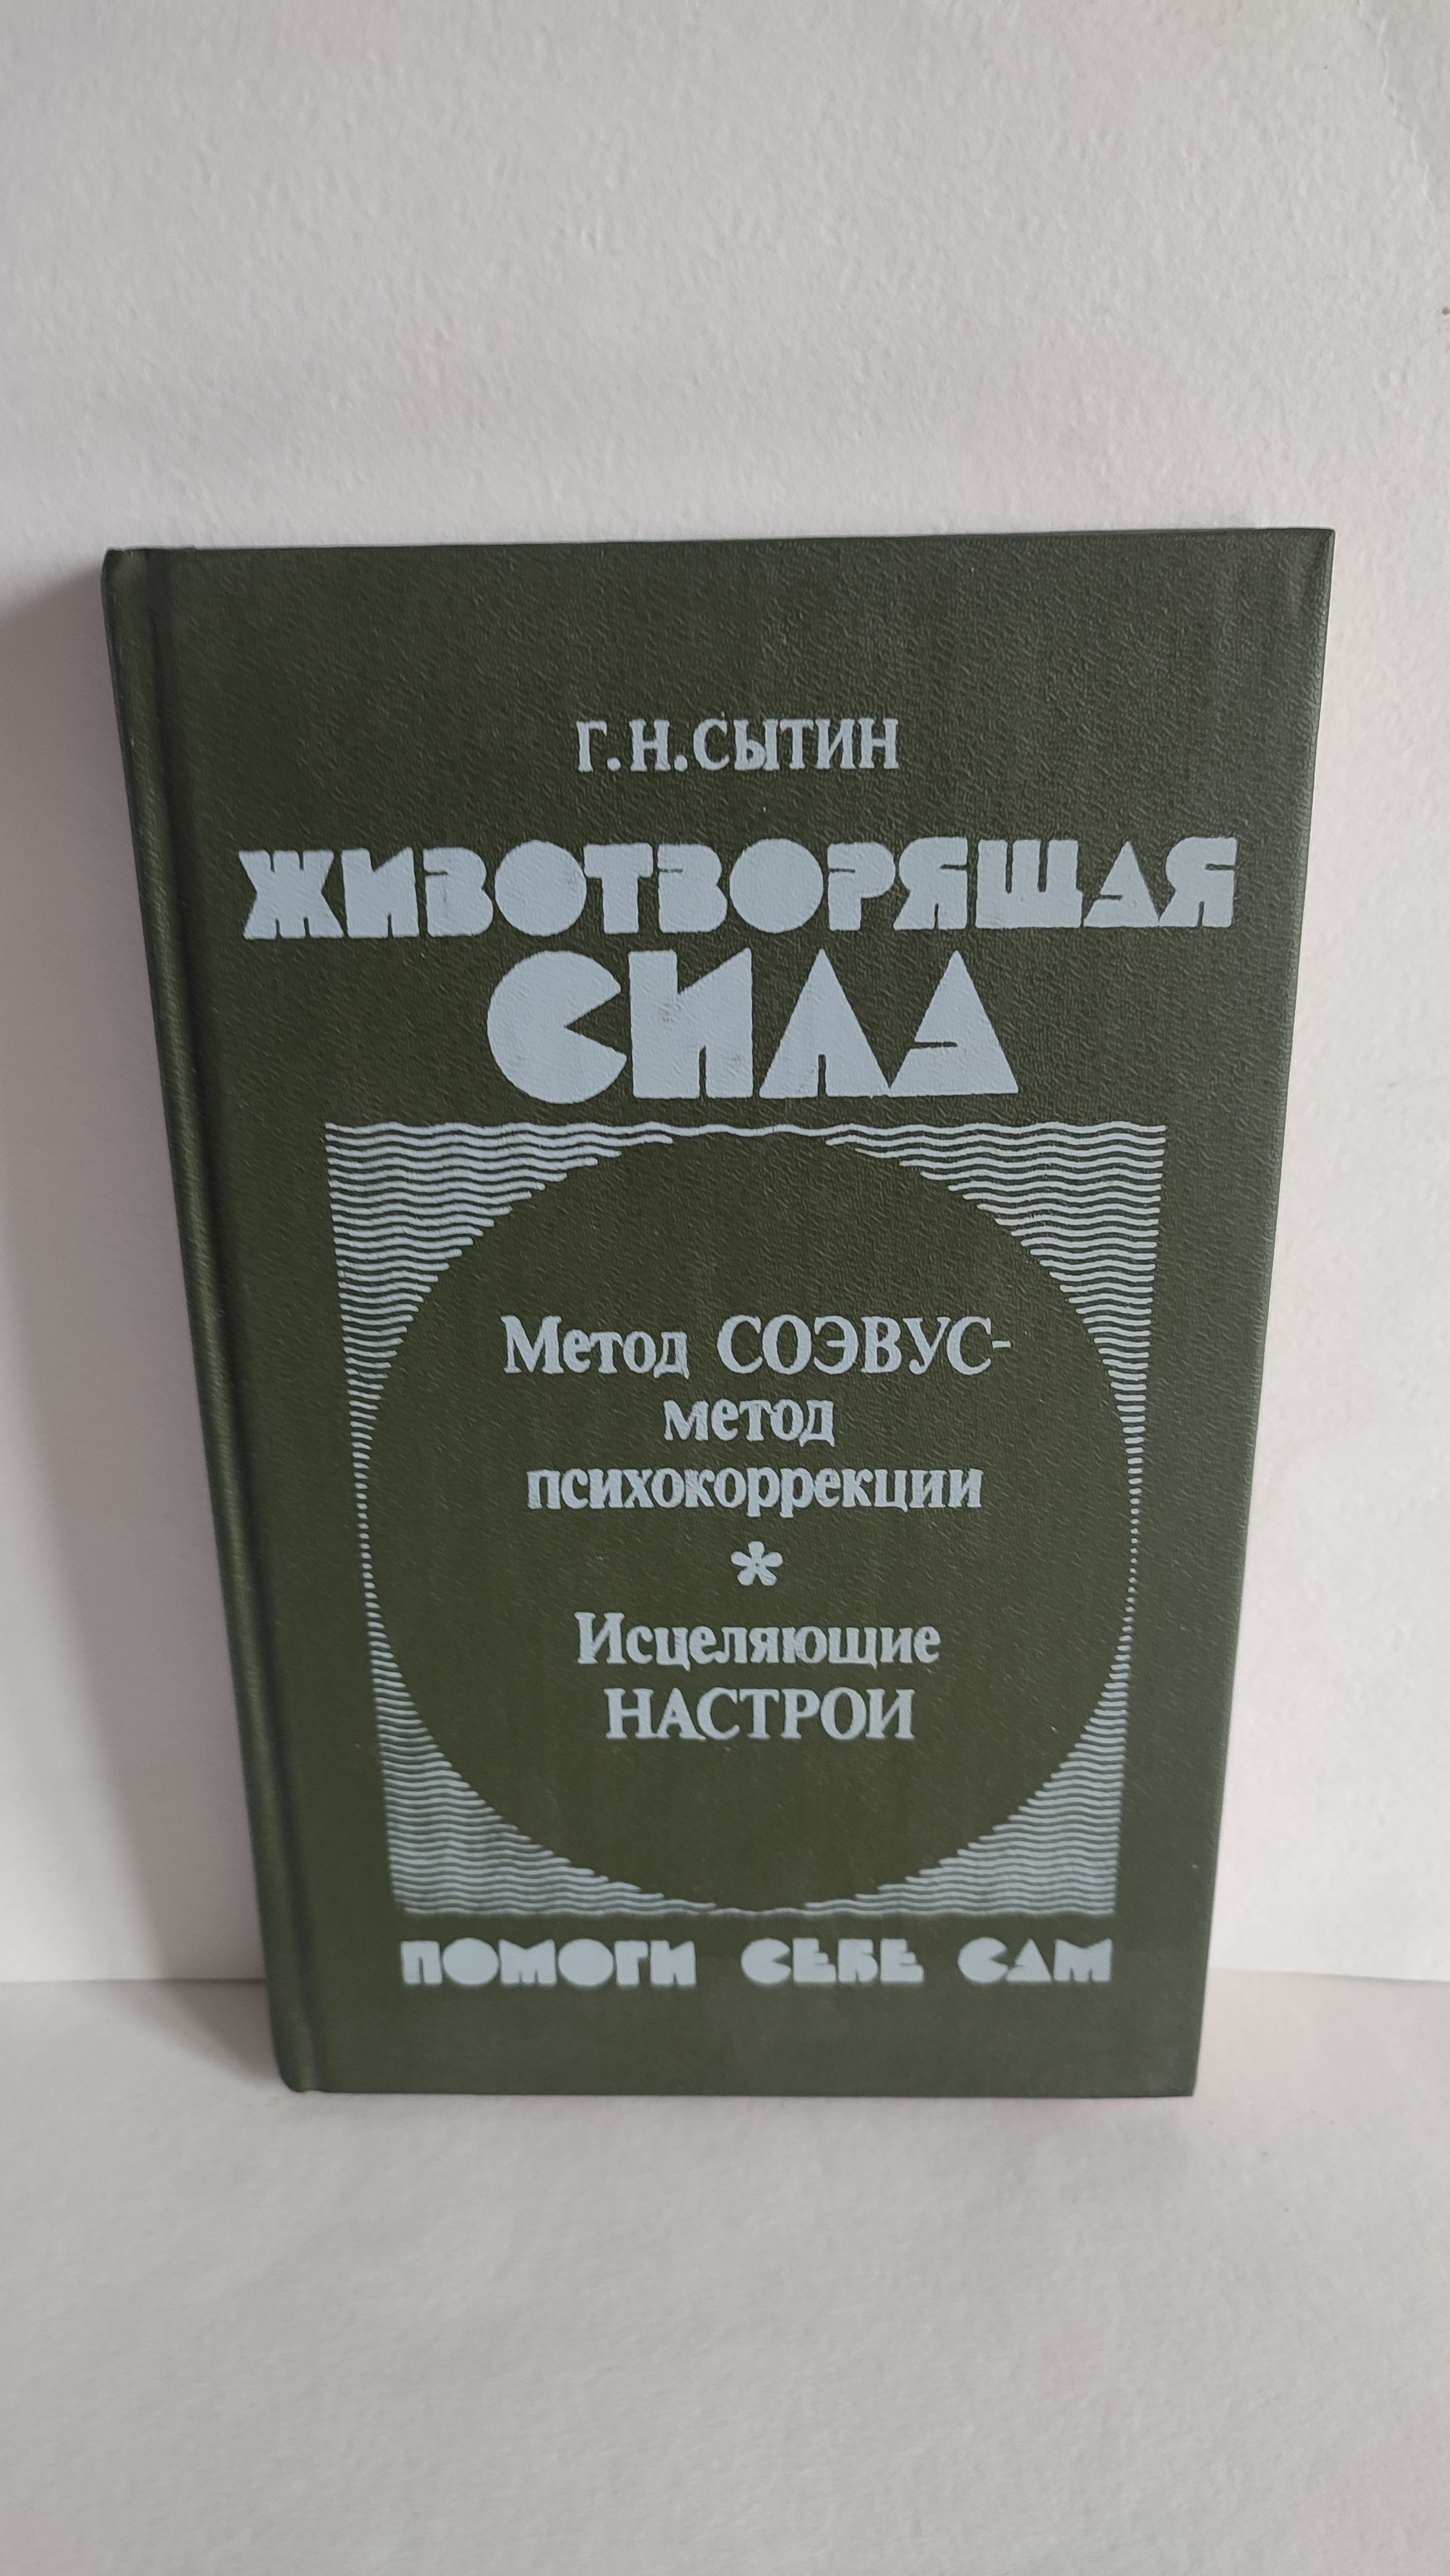 Г.Н.СЫТИН
ЖИВОТВОРЯЩАЯ
СИЛА
Метод СОЭВУС-
метод
психокоррекции
*
Исцеляющие
НАСТРОИ
ПОМОГИ СЕБЕ САМ